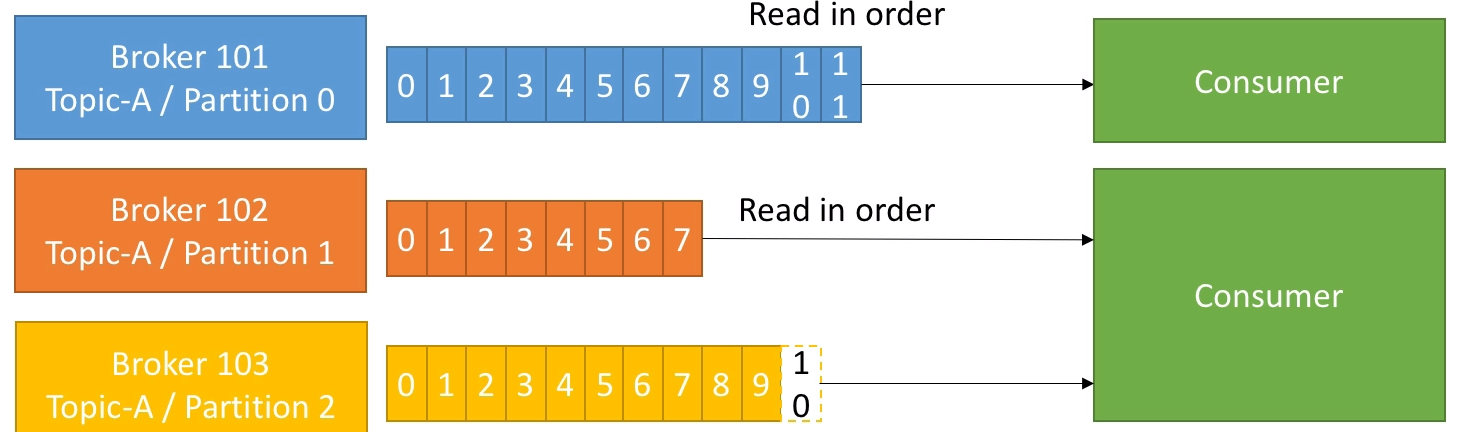 Read in order
Broker 101
Topic-A / Partition 0
0 1 2 3 4 5 6 7 8 9 10 11
Consumer
Broker 102
Topic-A / Partition 1
0 1 2 3 4 5 6 7
Read in order
Consumer
Broker 103
Topic-A / Partition 2
0 1 2 3 4 5 6 7 8 9 10